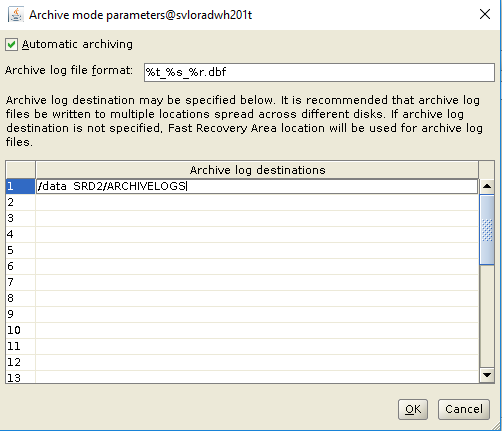 Archive mode parameters@svloradwh201t
Automatic archiving
Archive log file format: %t_%s_%r.dbf
Archive log destination may be specified below. It is recommended that archive log
files be written to multiple locations spread across different disks. If archive log
destination is not specified, Fast Recovery Area location will be used for archive log
files.
Archive log destinations
1 /data SRD2/ARCHIVELOGS
2
3
4
5
6
7
8
9
10
11
12
13
OK Cancel